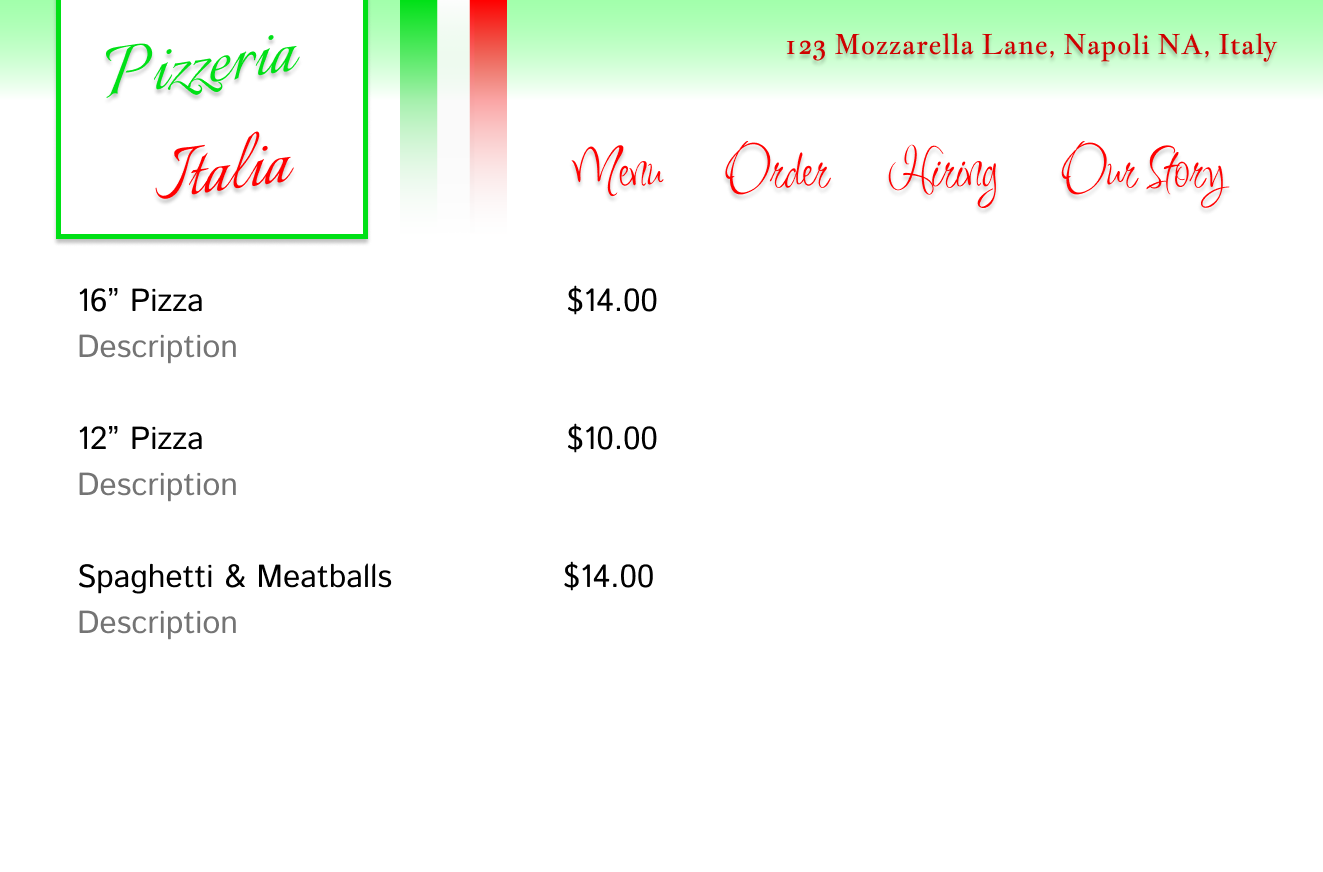 Pizzeria
Italia
123 Mozzarella Lane, Napoli NA, Italy
Menu Order Hiring Our Story
16” Pizza $14.00
Description
12” Pizza $10.00
Description
Spaghetti & Meatballs $14.00
Description